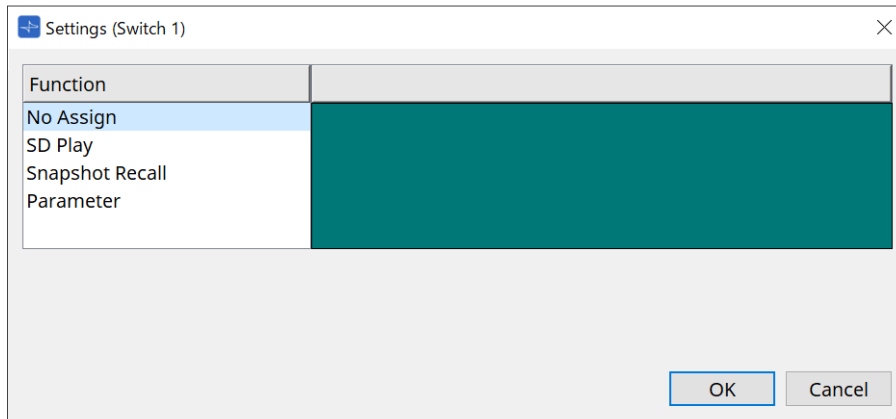 Settings (Switch 1)
Function
No Assign
SD Play
Snapshot Recall
Parameter
OK
Cancel